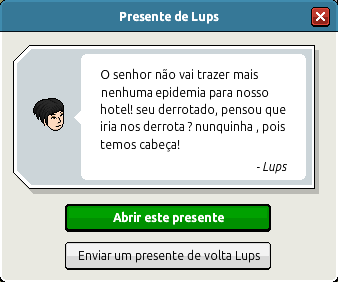 Presente de Lups
O senhor não vai trazer mais
nenhuma epidemia para nosso
hotel! seu derrotado, pensou que
iria nos derrota ? nunquinha , pois
temos cabeça!
- Lups
Abrir este presente
Enviar um presente de volta Lups